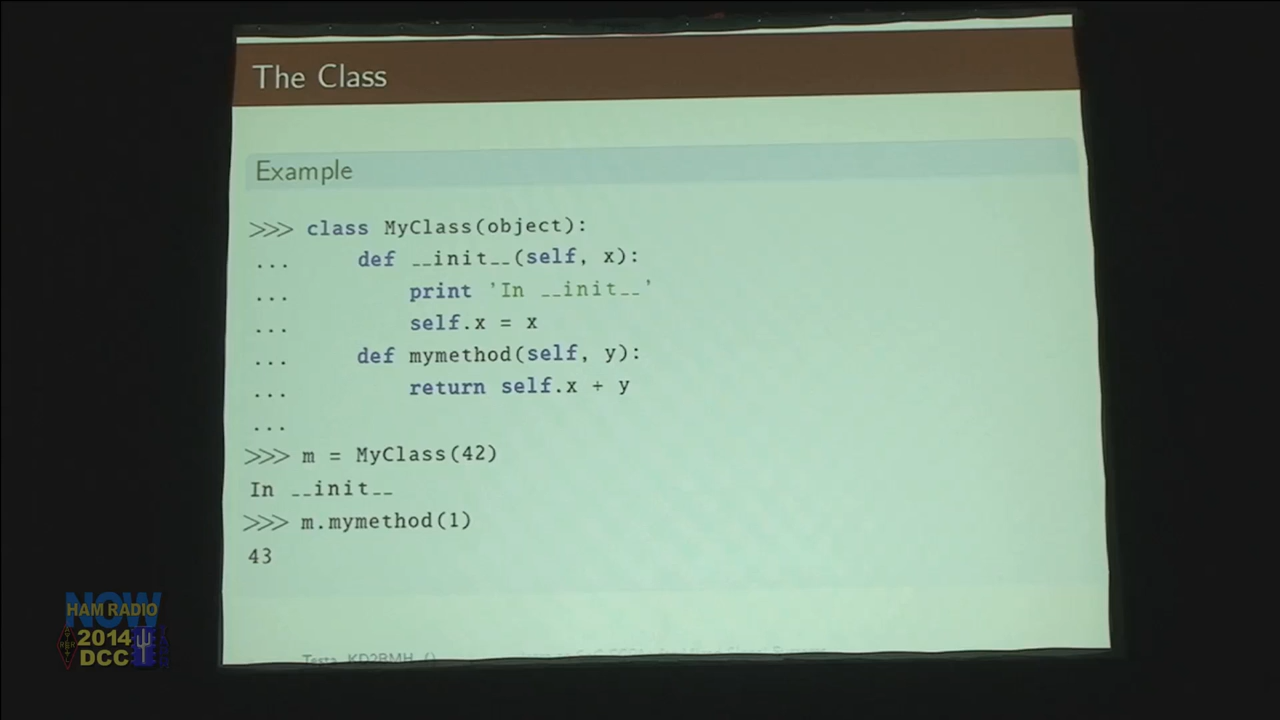 The Class
Example
>>> class MyClass(object):
...     def __init__(self, x):
...         print 'In __init__'
...         self.x = x
...     def mymethod(self, y):
...         return self.x + y
...
>>> m = MyClass(42)
In __init__
>>> m.mymethod(1)
43
NOW
HAM RADIO
2014
DCC